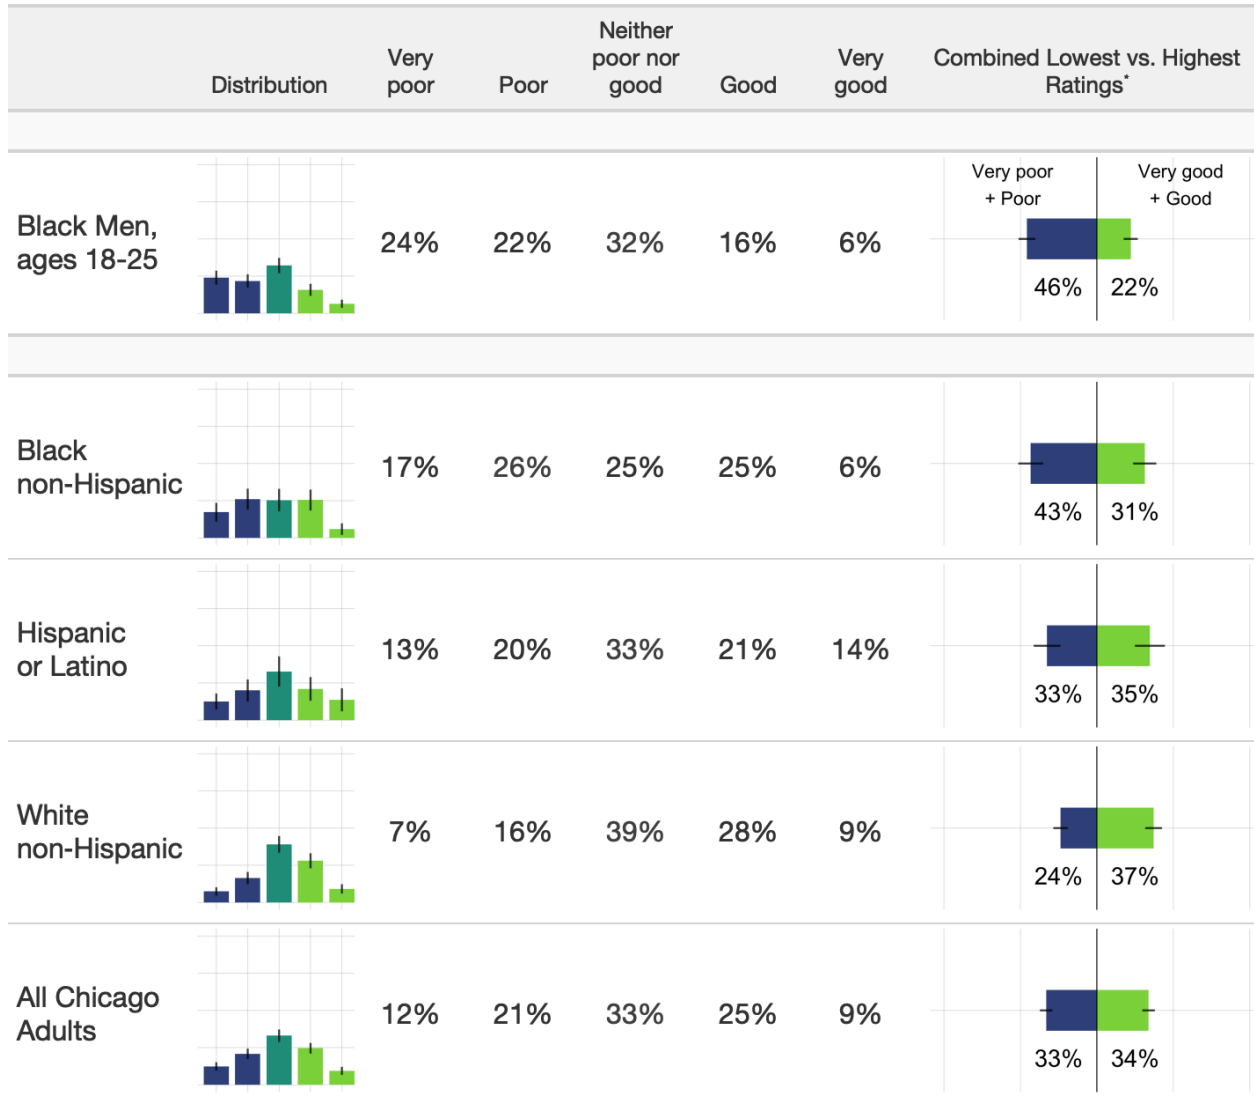 Distribution
Very
poor
Poor
Neither
poor nor
good
Good
Very
good
Combined Lowest vs. Highest
Ratings*
Black Men,
ages 18-25
24%
22%
32%
16%
6%
Very poor
+ Poor
Very good
+ Good
46%
22%
Black
non-Hispanic
17%
26%
25%
25%
6%
43%
31%
Hispanic
or Latino
13%
20%
33%
21%
14%
33%
35%
White
non-Hispanic
7%
16%
39%
28%
9%
24%
37%
All Chicago
Adults
12%
21%
33%
25%
9%
33%
34%